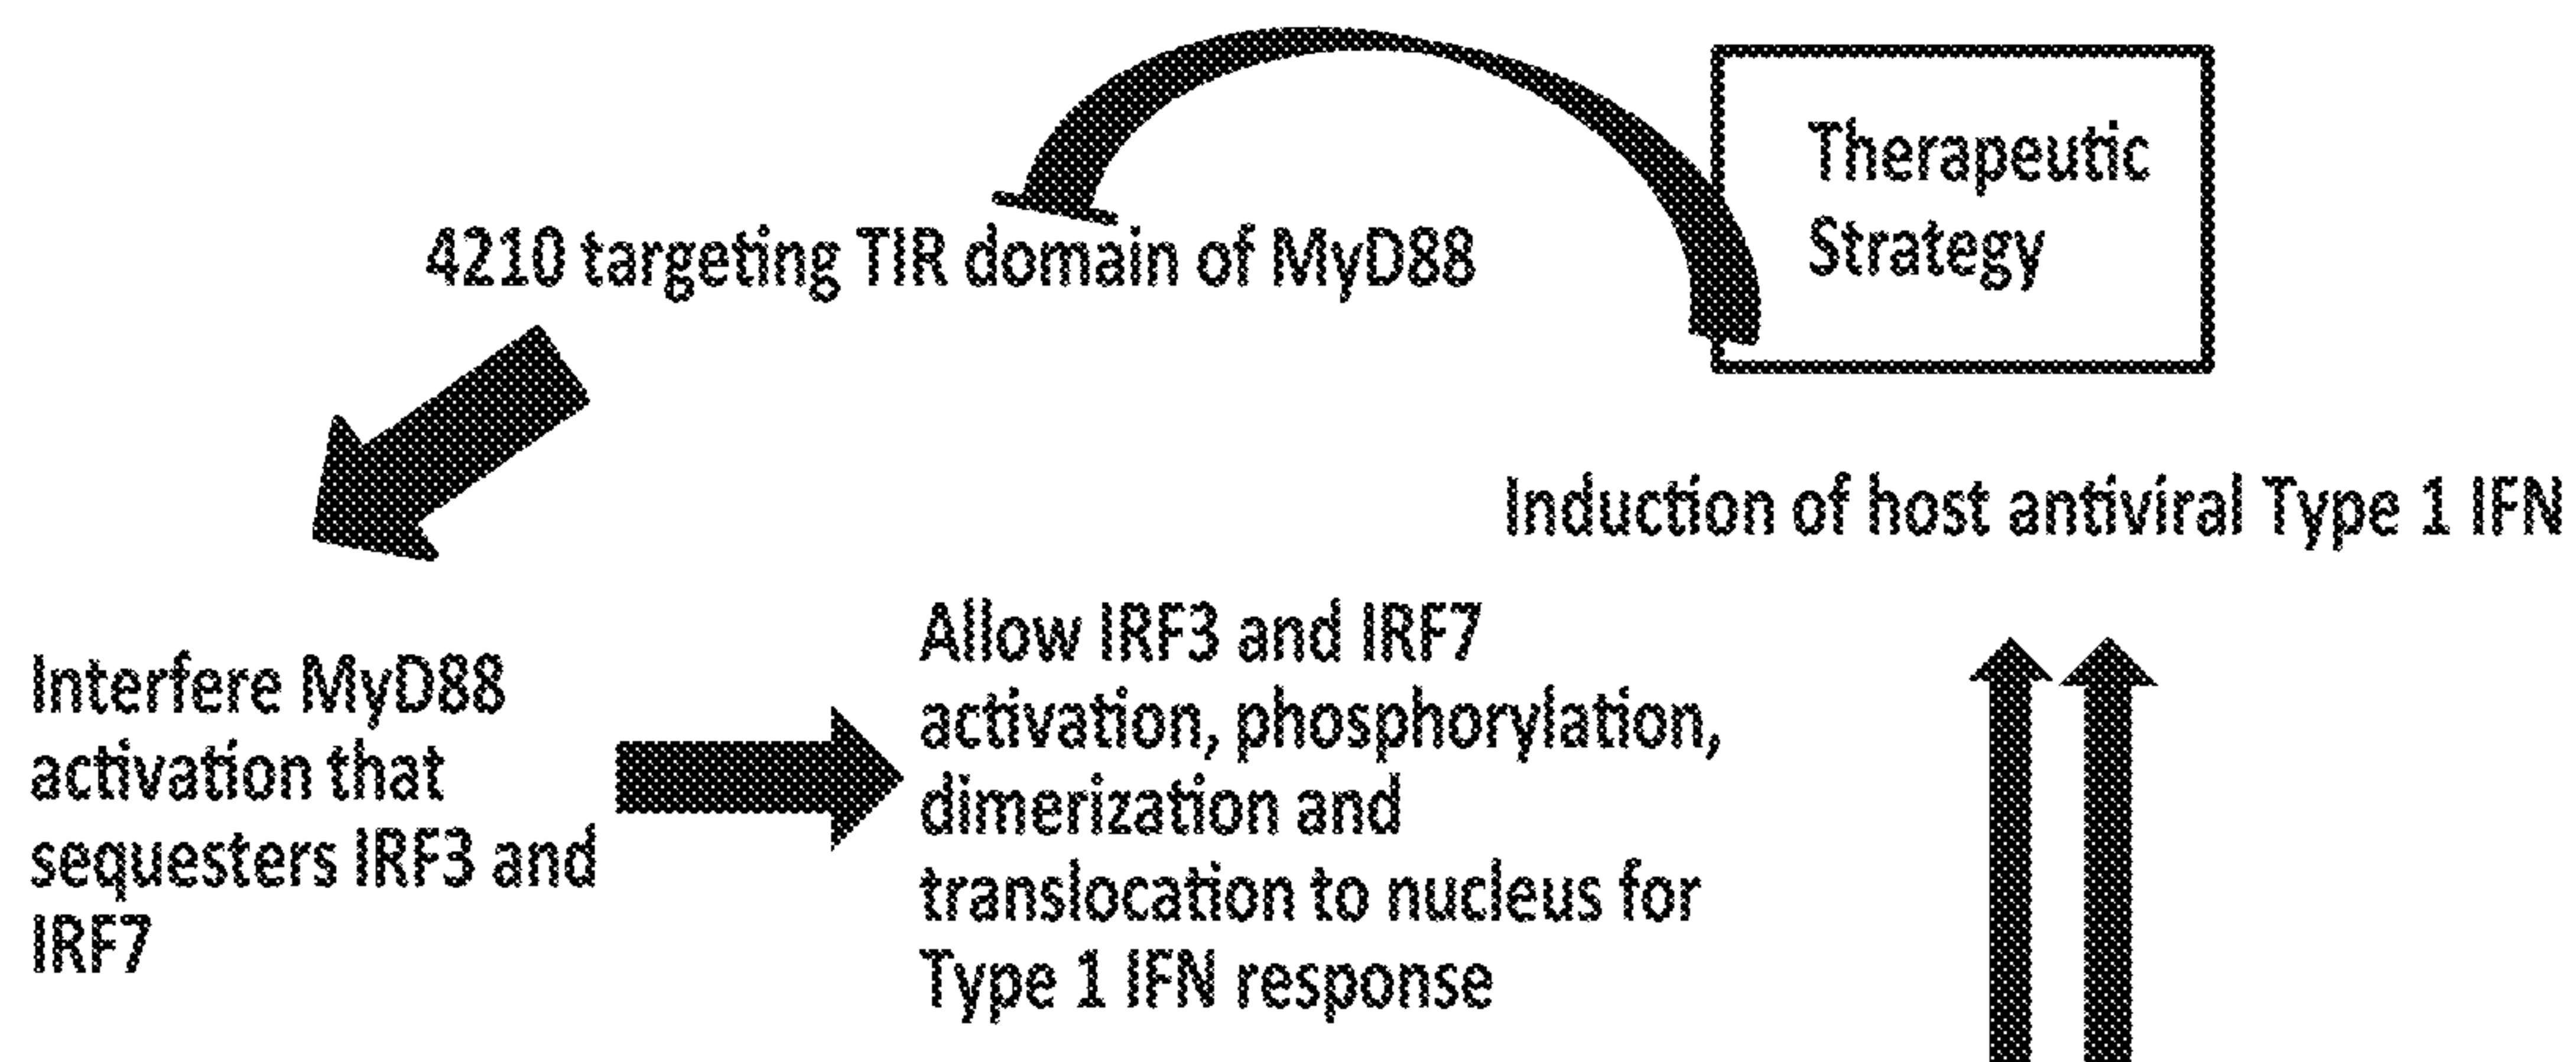 Therapeutic
Strategy
4210 targeting TIR domain of MyD88
Induction of host antiviral Type 1 IFN
Interfere MyD88
activation that
sequesters IRF3 and
IRF7
Allow IRF3 and IRF7
activation, phosphorylation,
dimerization and
translocation to nucleus for
Type 1 IFN response